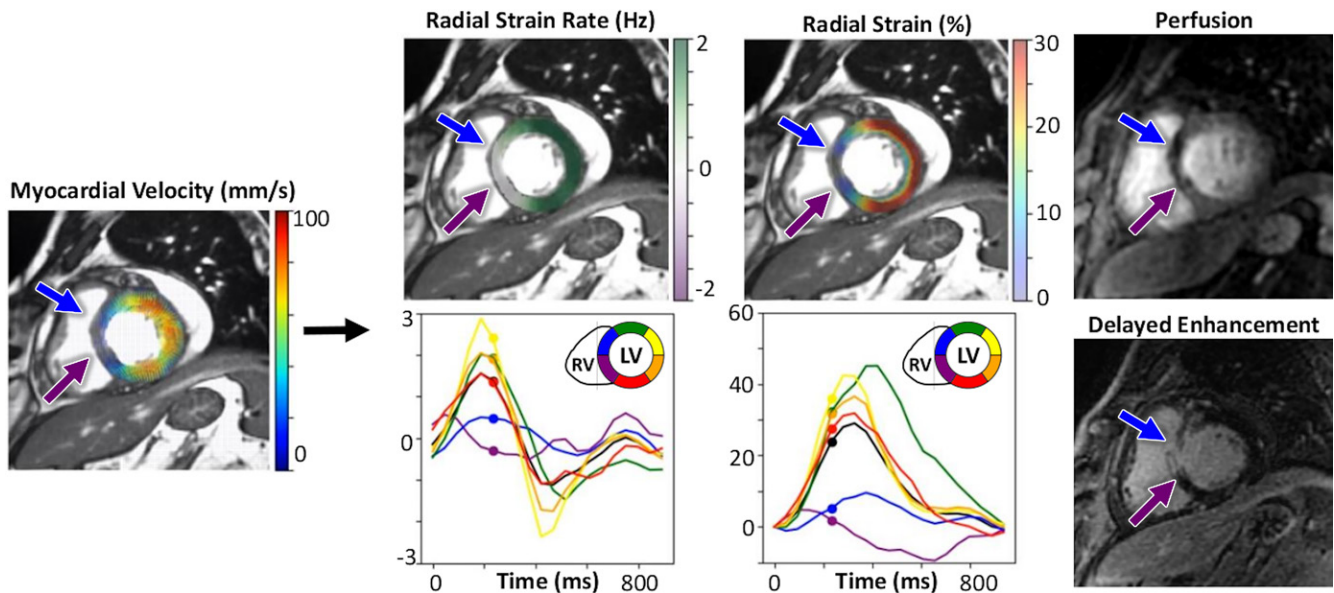 Radial Strain Rate (Hz)
Radial Strain (%)
Perfusion
2
0
-2
30
20
10
0
Myocardial Velocity (mm/s)
100
0
3
0
-3
0
800
Time (ms)
RV
LV
60
40
20
0
0
800
Time (ms)
RV
LV
Delayed Enhancement